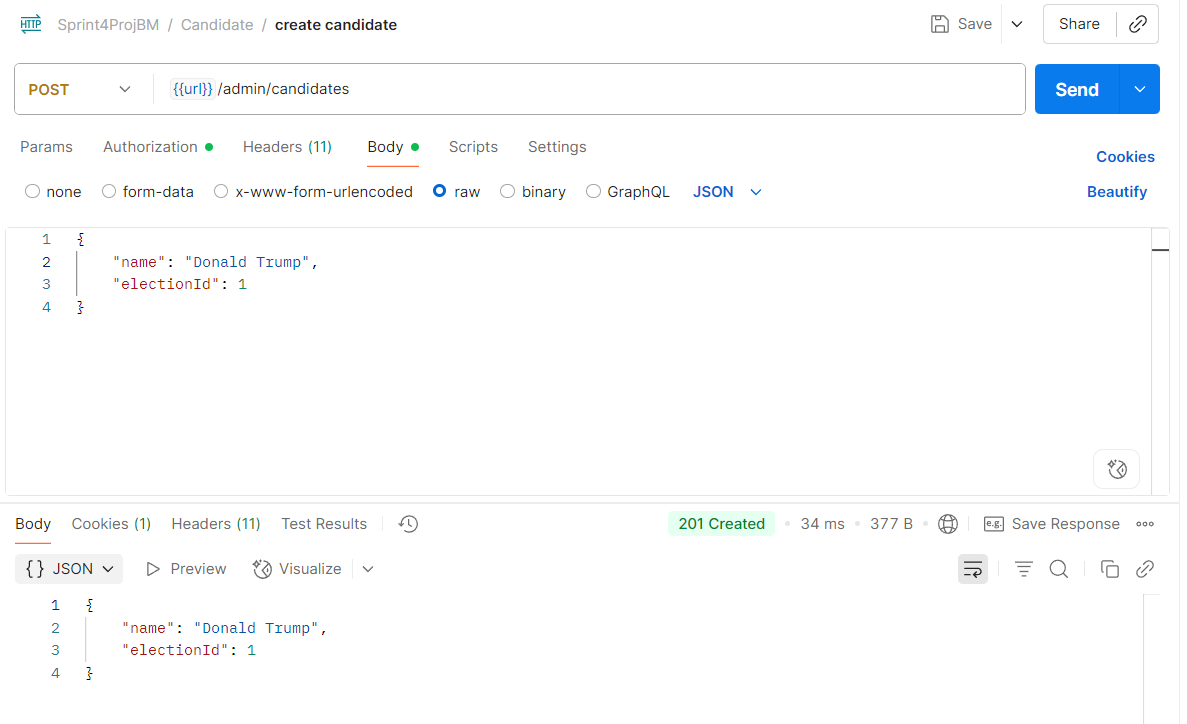 HTTP Sprint4ProjBM / Candidate / create candidate Save Share
POST {{url}}/admin/candidates Send
Params Authorization Headers (11) Body Scripts Settings Cookies
none form-data x-www-form-urlencoded raw binary GraphQL JSON Beautify
1 {
2 "name": "Donald Trump",
3 "electionId": 1
4 }
Body Cookies (1) Headers (11) Test Results 201 Created 34 ms 377 B e.g. Save Response
{} JSON Preview Visualize
1 {
2 "name": "Donald Trump",
3 "electionId": 1
4 }